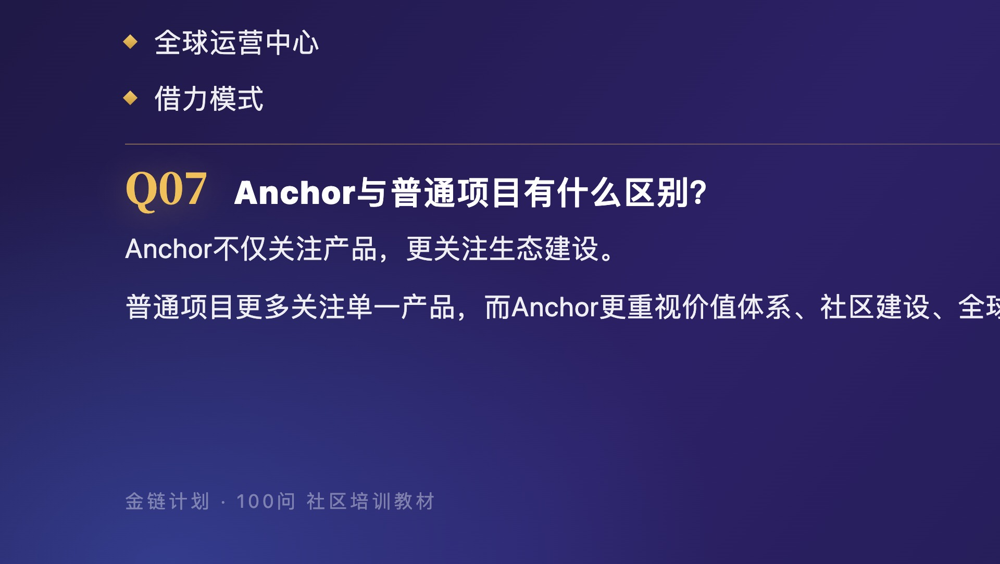 全球运营中心
借力模式
Q07 Anchor与普通项目有什么区别？
Anchor不仅关注产品，更关注生态建设。
普通项目更多关注单一产品，而Anchor更重视价值体系、社区建设、全球
金链计划 · 100问 社区培训教材